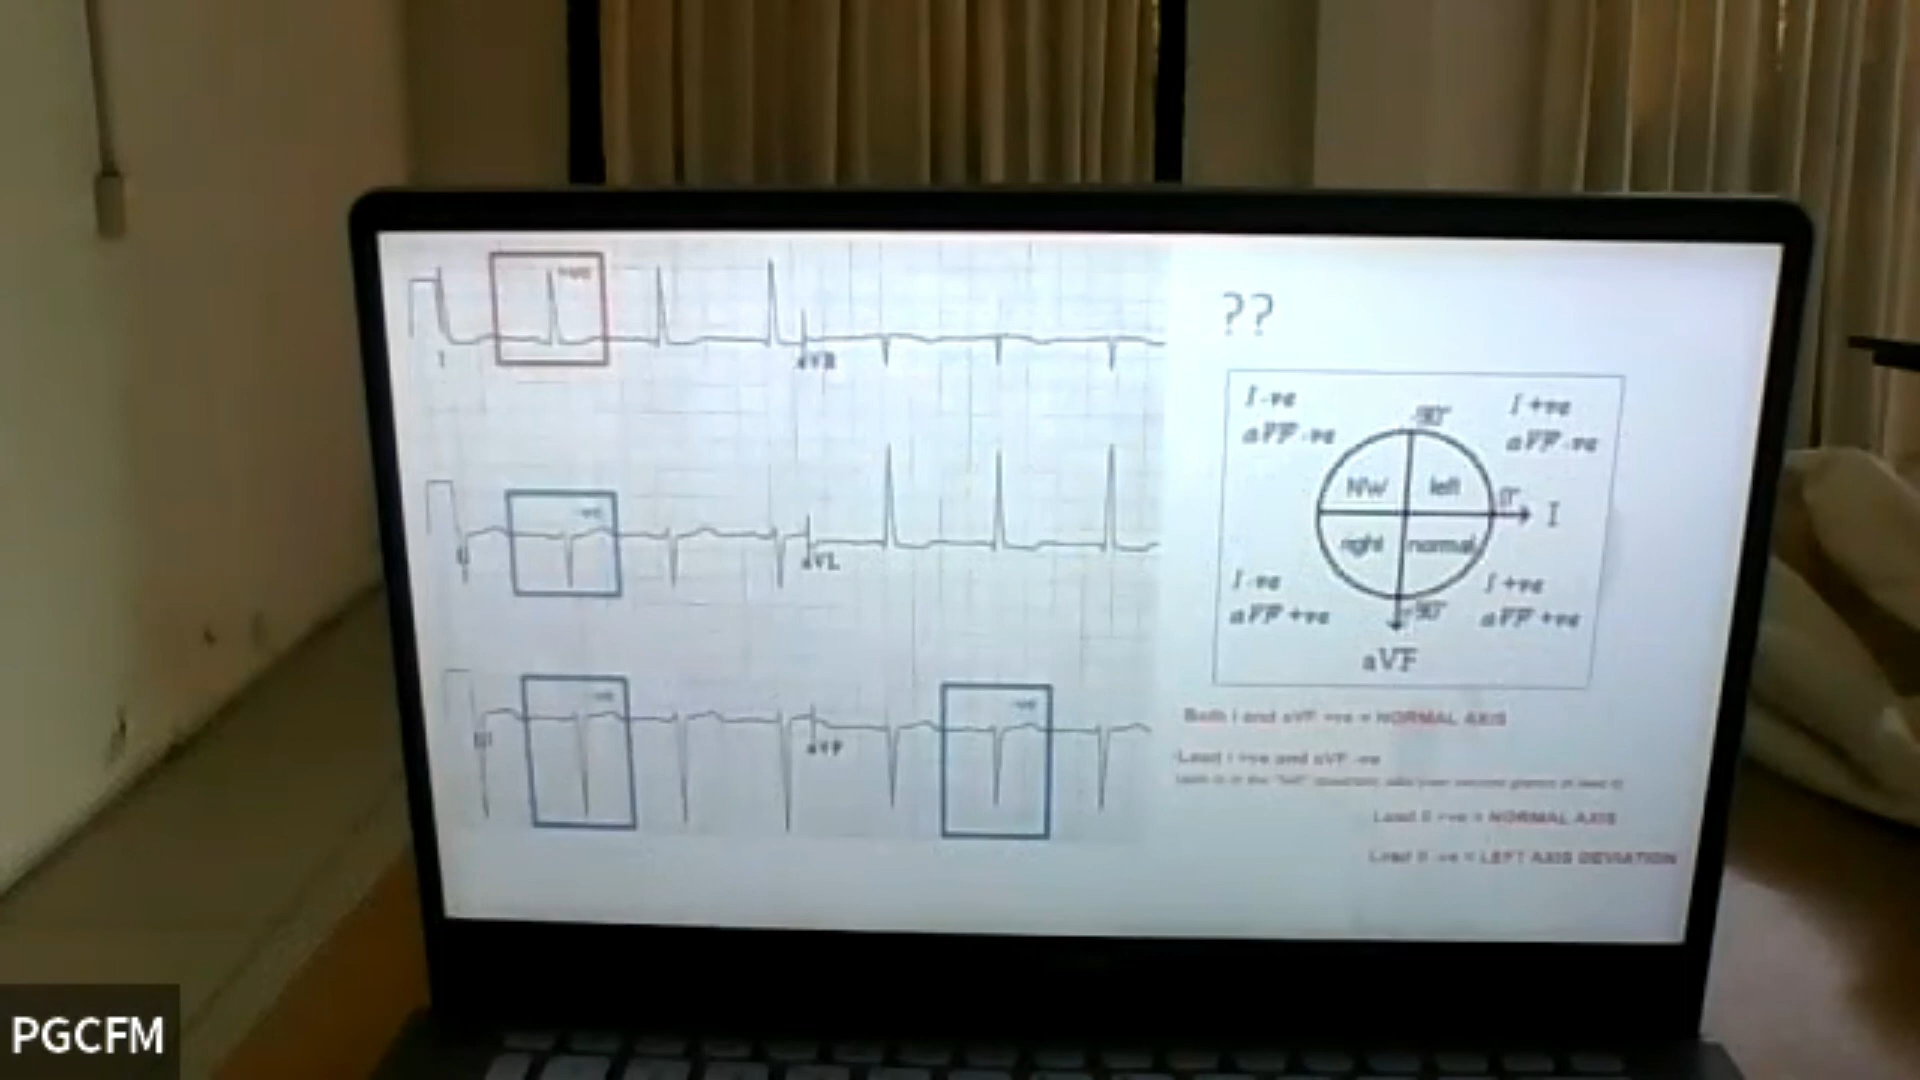 I
+ve
aVR
II
-ve
aVL
III
-ve
aVF
-ve
??
I -ve
aVF -ve
-90°
I +ve
aVF -ve
NW
left
0°
I
right
normal
I -ve
aVF +ve
+90°
I +ve
aVF +ve
aVF
Both I and aVF +ve = NORMAL AXIS
Lead I +ve and aVF -ve
Lead II +ve = NORMAL AXIS
Lead II -ve = LEFT AXIS DEVIATION
PGCFM